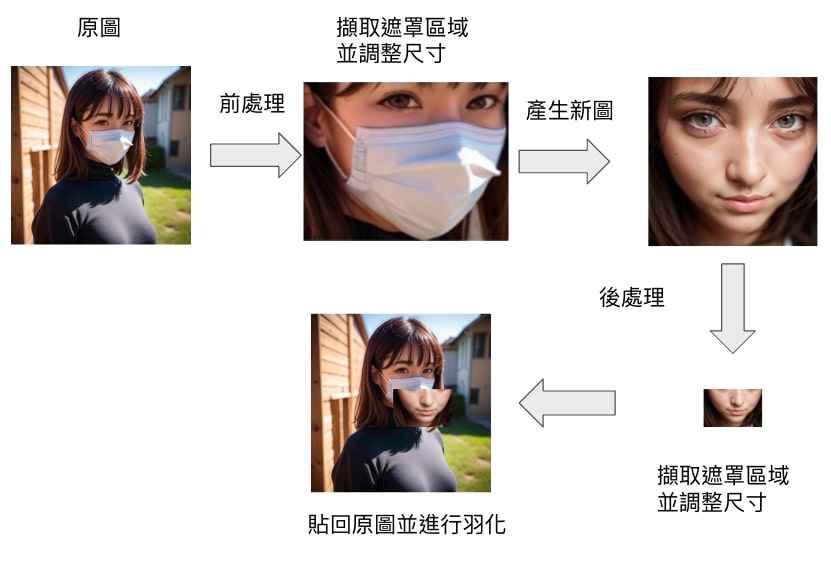 原圖
擷取遮罩區域
並調整尺寸
前處理
產生新圖
後處理
擷取遮罩區域
並調整尺寸
貼回原圖並進行羽化